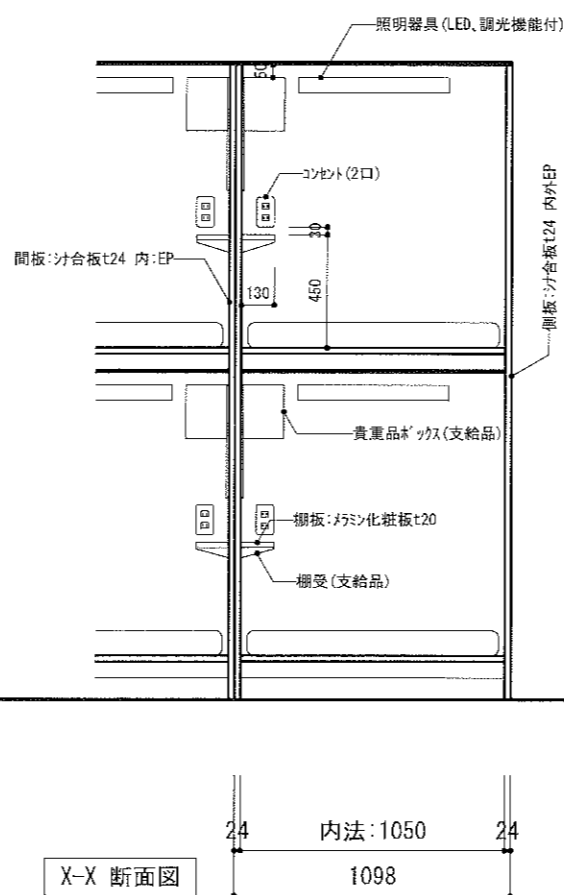 照明器具(LED、調光機能付)
50
コンセント(2口)
30
間板:シナ合板t24 内:EP
130
450
側板:シナ合板t24 内外EP
貴重品ボックス(支給品)
棚板:メラミン化粧板t20
棚受(支給品)
24
内法:1050
24
X-X 断面図
1098